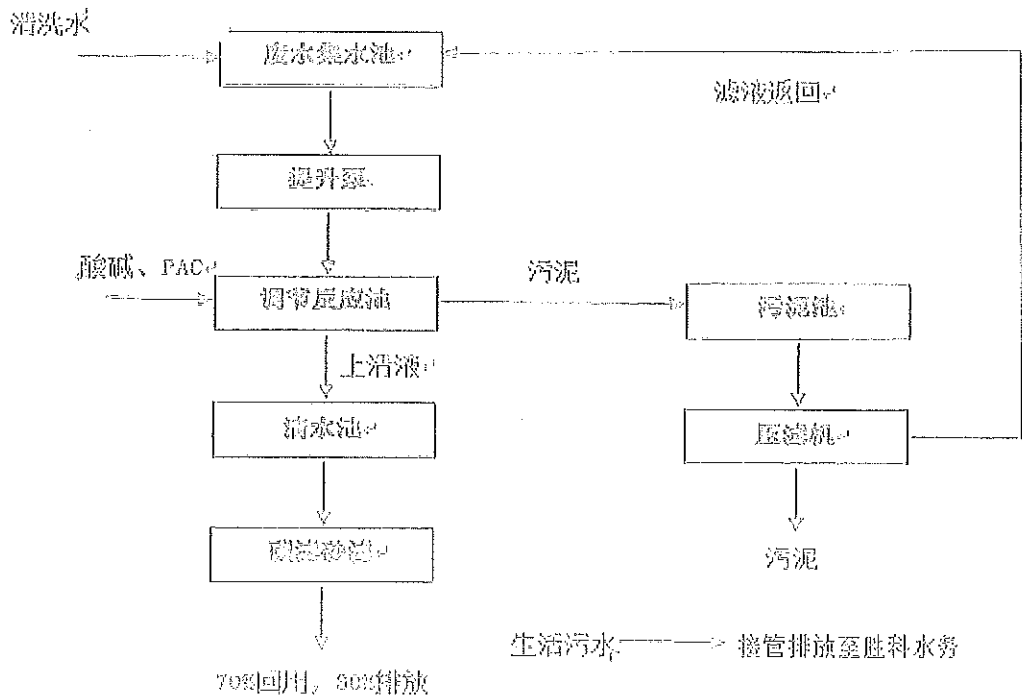 清洗水
废水集水池
滤液返回
提升泵
酸碱、PAC
调节反应池
污泥
污泥池
上清液
清水池
压滤机
污泥
生活污水
接管排放至胜科水务
70%回用，30%排放